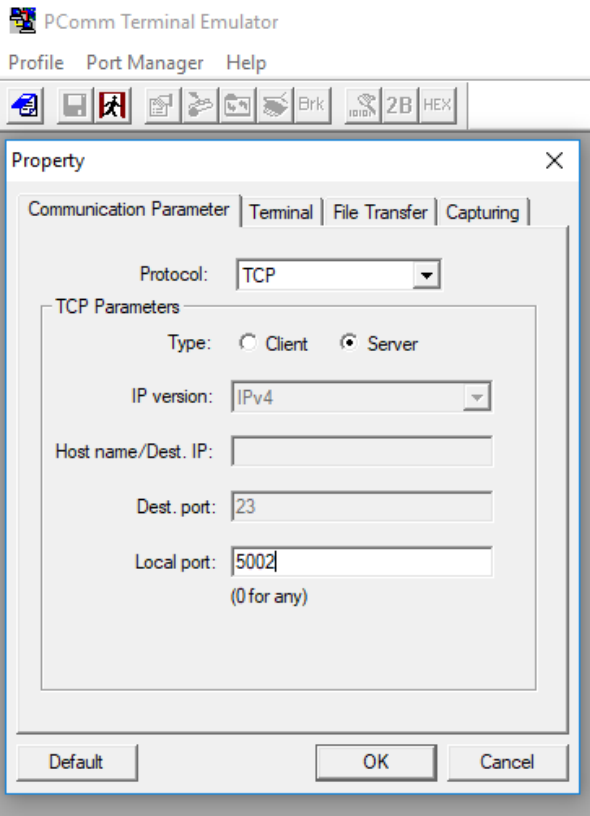 PComm Terminal Emulator
Profile Port Manager Help
Brk 2B HEX
Property
Communication Parameter Terminal File Transfer Capturing
Protocol: TCP
TCP Parameters
Type: Client Server
IP version: IPv4
Host name/Dest. IP:
Dest. port: 23
Local port: 5002
(0 for any)
Default OK Cancel